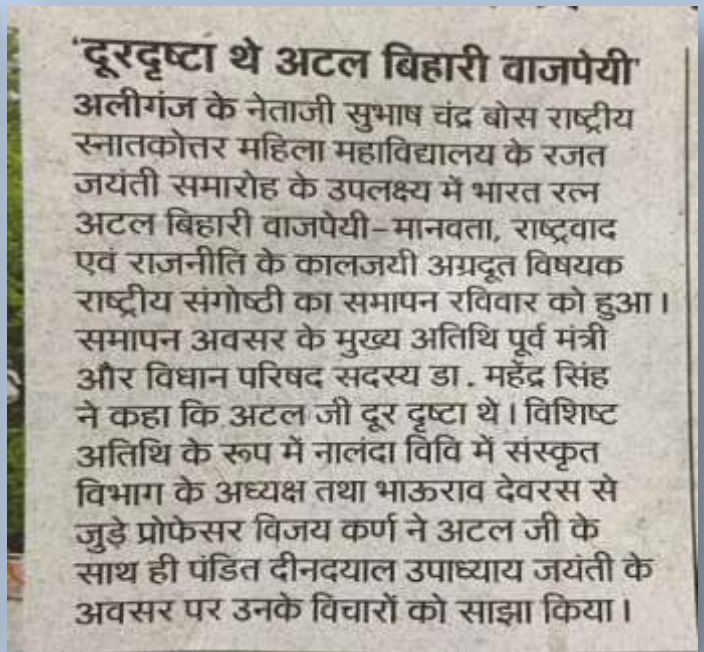 'दूरदृष्टा थे अटल बिहारी वाजपेयी'
अलीगंज के नेताजी सुभाष चंद्र बोस राष्ट्रीय
स्नातकोत्तर महिला महाविद्यालय के रजत
जयंती समारोह के उपलक्ष्य में भारत रत्न
अटल बिहारी वाजपेयी-मानवता, राष्ट्रवाद
एवं राजनीति के कालजयी अग्रदूत विषयक
राष्ट्रीय संगोष्ठी का समापन रविवार को हुआ।
समापन अवसर के मुख्य अतिथि पूर्व मंत्री
और विधान परिषद सदस्य डा. महेंद्र सिंह
ने कहा कि अटल जी दूर दृष्टा थे। विशिष्ट
अतिथि के रूप में नालंदा विवि में संस्कृत
विभाग के अध्यक्ष तथा भाऊराव देवरस से
जुड़े प्रोफेसर विजय कर्ण ने अटल जी के
साथ ही पंडित दीनदयाल उपाध्याय जयंती के
अवसर पर उनके विचारों को साझा किया।